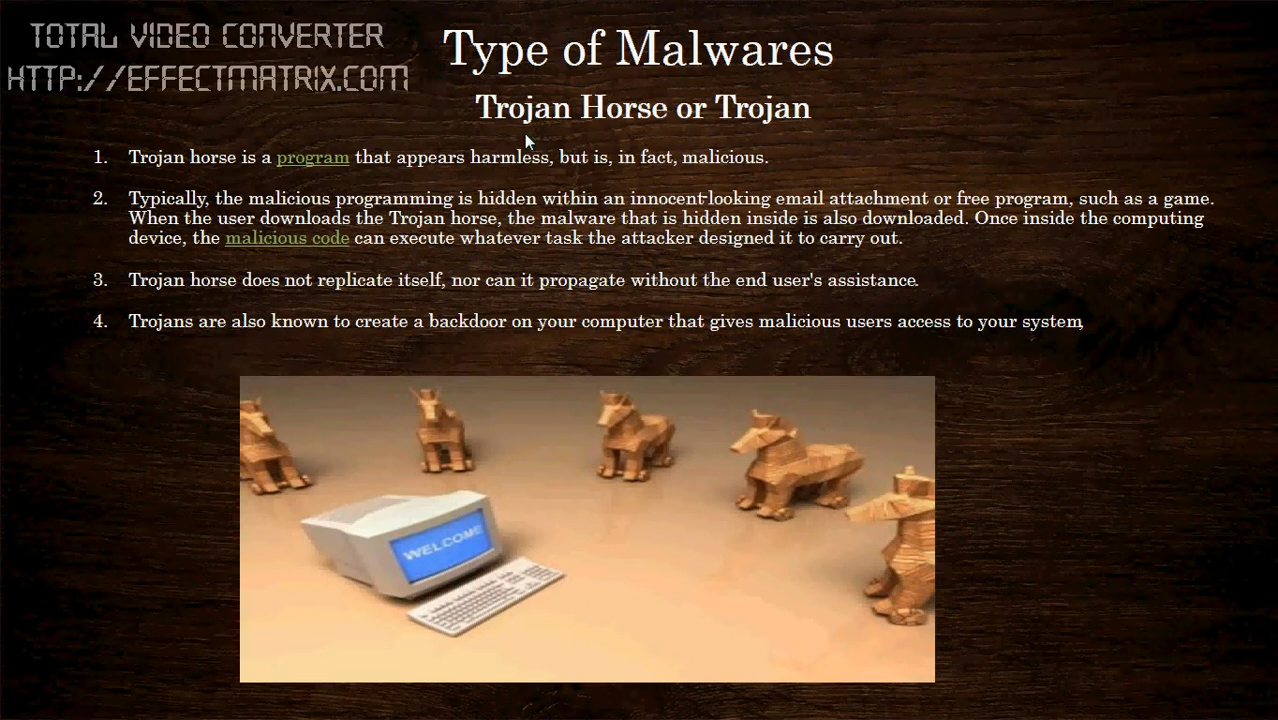 TOTAL VIDEO CONVERTER
HTTP://EFFECTMATRIX.COM
Type of Malwares
Trojan Horse or Trojan
1. Trojan horse is a program that appears harmless, but is, in fact, malicious.
2. Typically, the malicious programming is hidden within an innocent-looking email attachment or free program, such as a game.
When the user downloads the Trojan horse, the malware that is hidden inside is also downloaded. Once inside the computing
device, the malicious code can execute whatever task the attacker designed it to carry out.
3. Trojan horse does not replicate itself, nor can it propagate without the end user's assistance.
4. Trojans are also known to create a backdoor on your computer that gives malicious users access to your system,
WELCOME